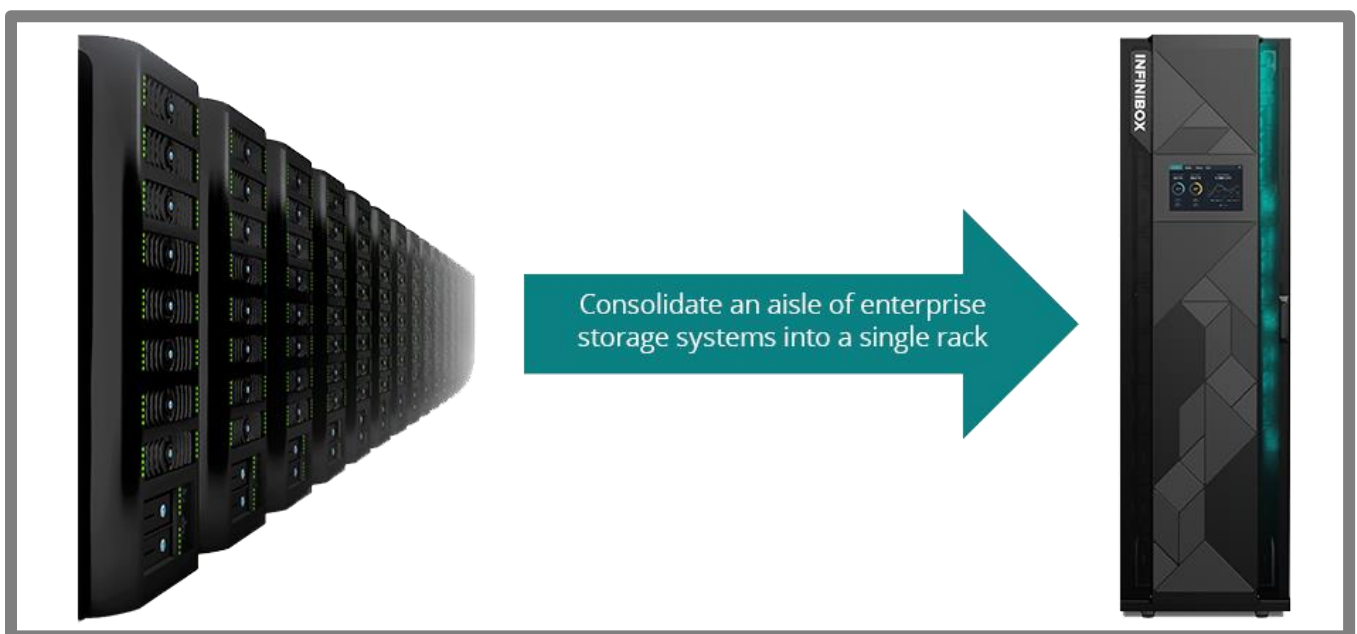 INFINIBOX
Consolidate an aisle of enterprise
storage systems into a single rack